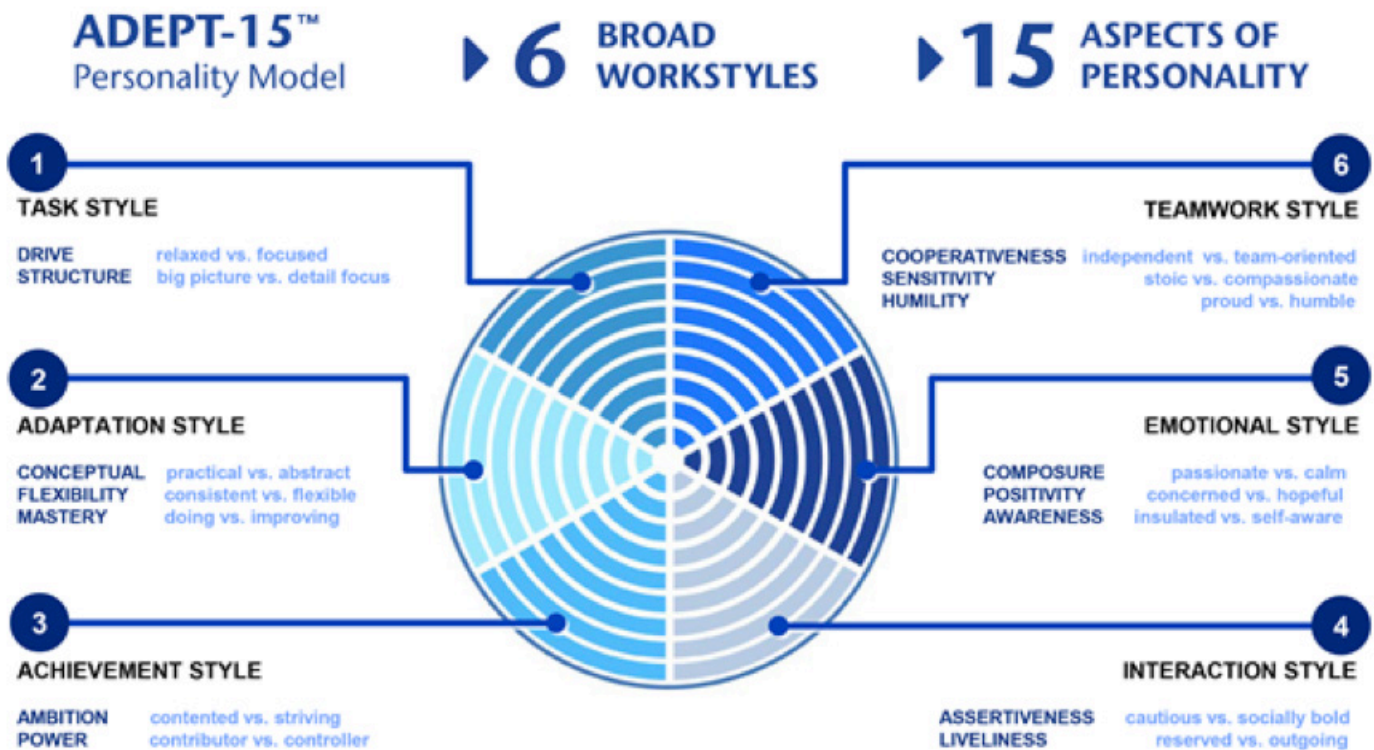 ADEPT-15™
Personality Model
6 BROAD
WORKSTYLES
15 ASPECTS OF
PERSONALITY
1
TASK STYLE
DRIVE relaxed vs. focused
STRUCTURE big picture vs. detail focus
2
ADAPTATION STYLE
CONCEPTUAL practical vs. abstract
FLEXIBILITY consistent vs. flexible
MASTERY doing vs. improving
3
ACHIEVEMENT STYLE
AMBITION contented vs. striving
POWER contributor vs. controller
6
TEAMWORK STYLE
COOPERATIVENESS independent vs. team-oriented
SENSITIVITY stoic vs. compassionate
HUMILITY proud vs. humble
5
EMOTIONAL STYLE
COMPOSURE passionate vs. calm
POSITIVITY concerned vs. hopeful
AWARENESS insulated vs. self-aware
4
INTERACTION STYLE
ASSERTIVENESS cautious vs. socially bold
LIVELINESS reserved vs. outgoing